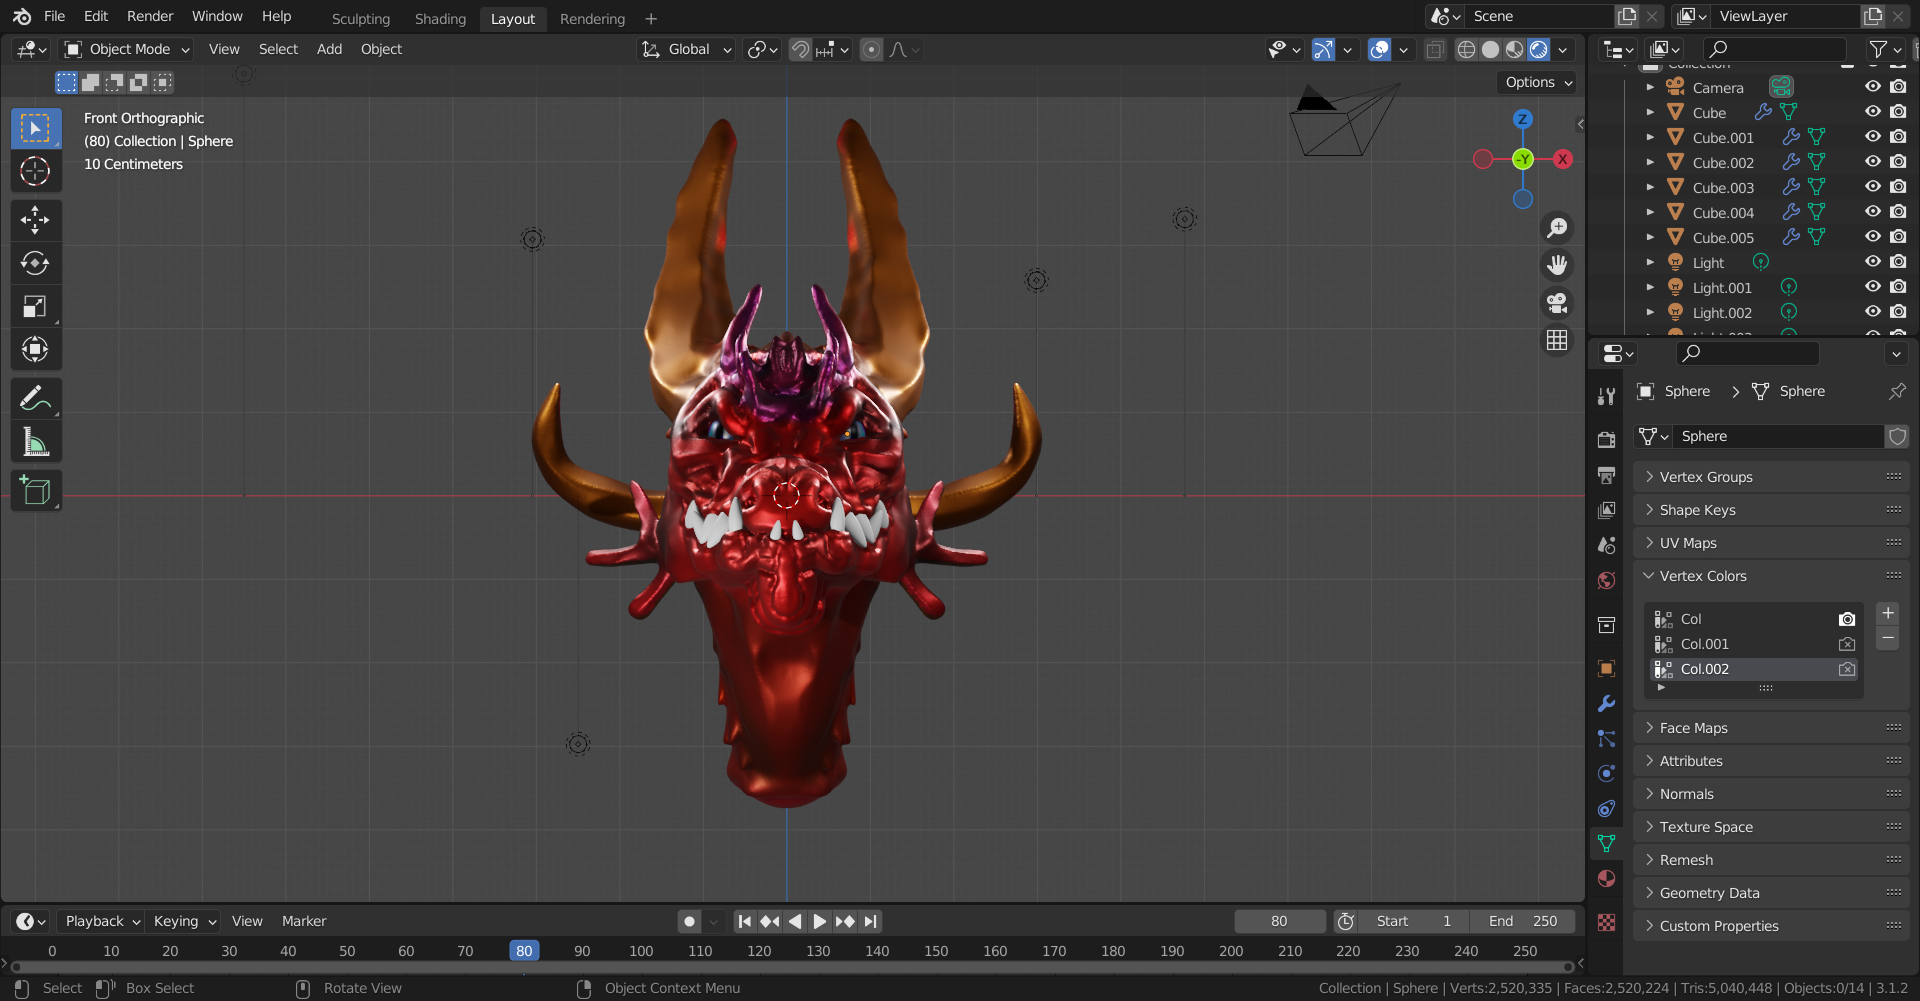 File Edit Render Window Help Sculpting Shading Layout Rendering + Scene ViewLayer
Object Mode View Select Add Object Global
Options
Front Orthographic
(80) Collection | Sphere
10 Centimeters
Z
-Y
X
Collection
Camera
Cube
Cube.001
Cube.002
Cube.003
Cube.004
Cube.005
Light
Light.001
Light.002
Sphere Sphere
Sphere
Vertex Groups
Shape Keys
UV Maps
Vertex Colors
Col
Col.001
Col.002
Face Maps
Attributes
Normals
Texture Space
Remesh
Geometry Data
Custom Properties
Playback Keying View Marker 80 Start 1 End 250
0 10 20 30 40 50 60 70 80 90 100 110 120 130 140 150 160 170 180 190 200 210 220 230 240 250
Select Box Select Rotate View Object Context Menu Collection | Sphere | Verts:2,520,335 | Faces:2,520,224 | Tris:5,040,448 | Objects:0/14 | 3.1.2